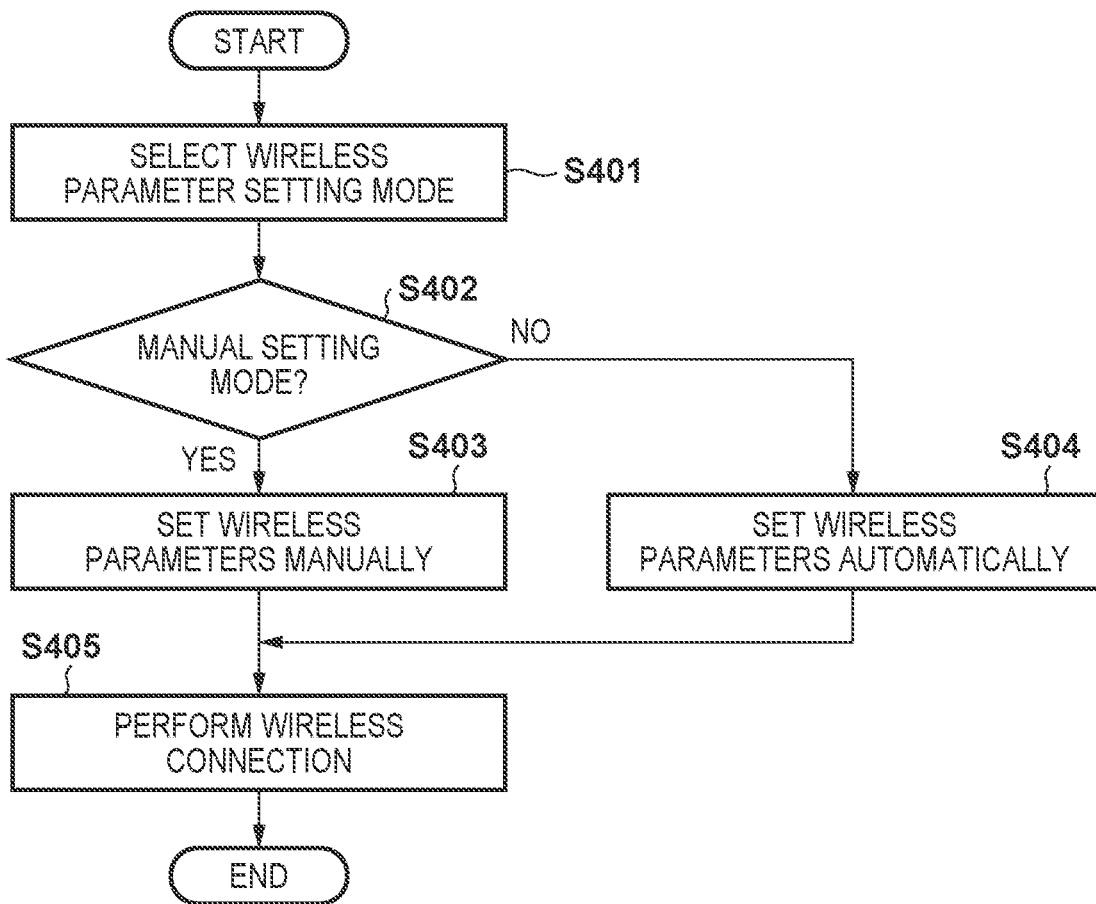 START
SELECT WIRELESS
PARAMETER SETTING MODE
S401
S402
MANUAL SETTING
MODE?
NO
YES
S403
SET WIRELESS
PARAMETERS MANUALLY
S404
SET WIRELESS
PARAMETERS AUTOMATICALLY
S405
PERFORM WIRELESS
CONNECTION
END